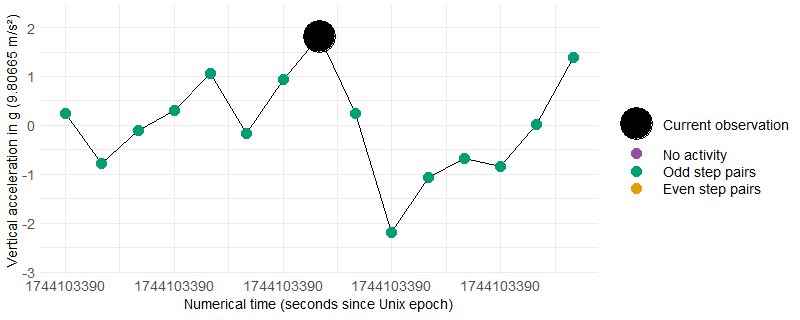 Vertical acceleration in g (9.80665 m/s²)
2
1
0
-1
-2
-3
1744103390 1744103390 1744103390 1744103390 1744103390
Numerical time (seconds since Unix epoch)
Current observation
No activity
Odd step pairs
Even step pairs